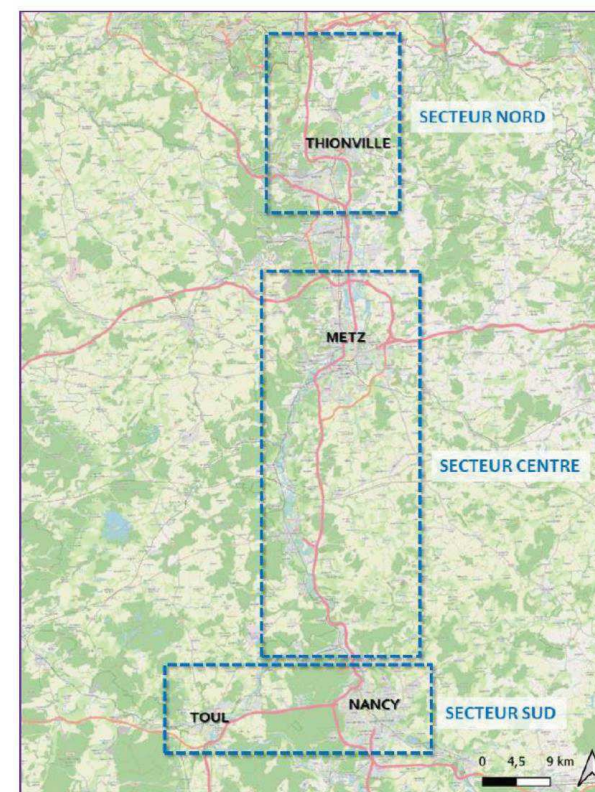 SECTEUR NORD
THIONVILLE
METZ
SECTEUR CENTRE
NANCY
TOUL
SECTEUR SUD
0 4,5 9 km